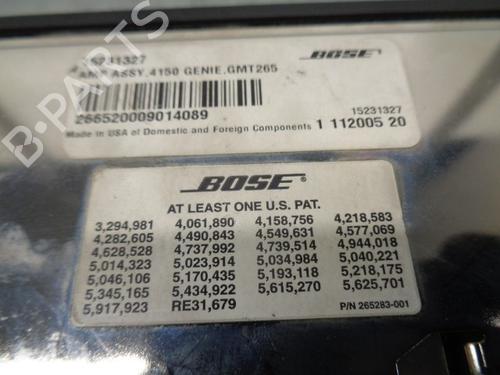 15231327
AMP ASSY,4150 GENIE,GMT265
BOSE
266520009014089
15231327
Made in USA of Domestic and Foreign Components 1 112005 20
B-PARTS
BOSE
AT LEAST ONE U.S. PAT.
3,294,981 4,061,890 4,158,756 4,218,583
4,282,605 4,490,843 4,549,631 4,577,069
4,628,528 4,737,992 4,739,514 4,944,018
5,014,323 5,023,914 5,034,984 5,040,221
5,046,106 5,170,435 5,193,118 5,218,175
5,345,165 5,434,922 5,615,270 5,625,701
5,917,923 RE31,679
P/N 265283-001